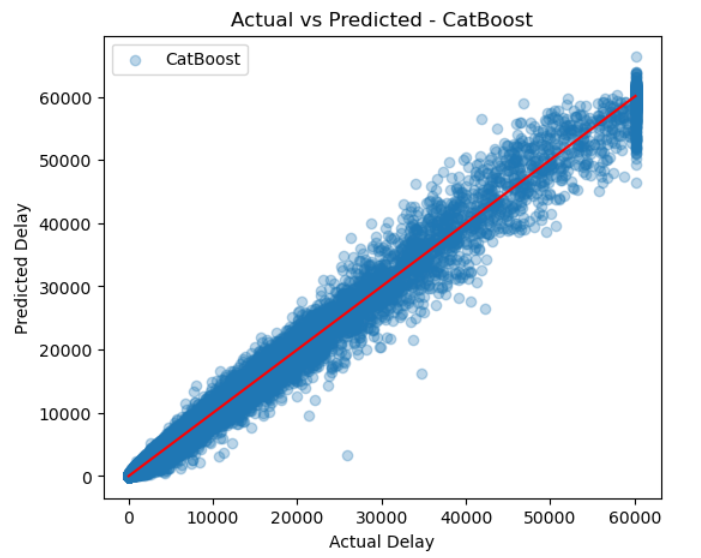 Actual vs Predicted - CatBoost
CatBoost
Predicted Delay
60000
50000
40000
30000
20000
10000
0
0 10000 20000 30000 40000 50000 60000
Actual Delay